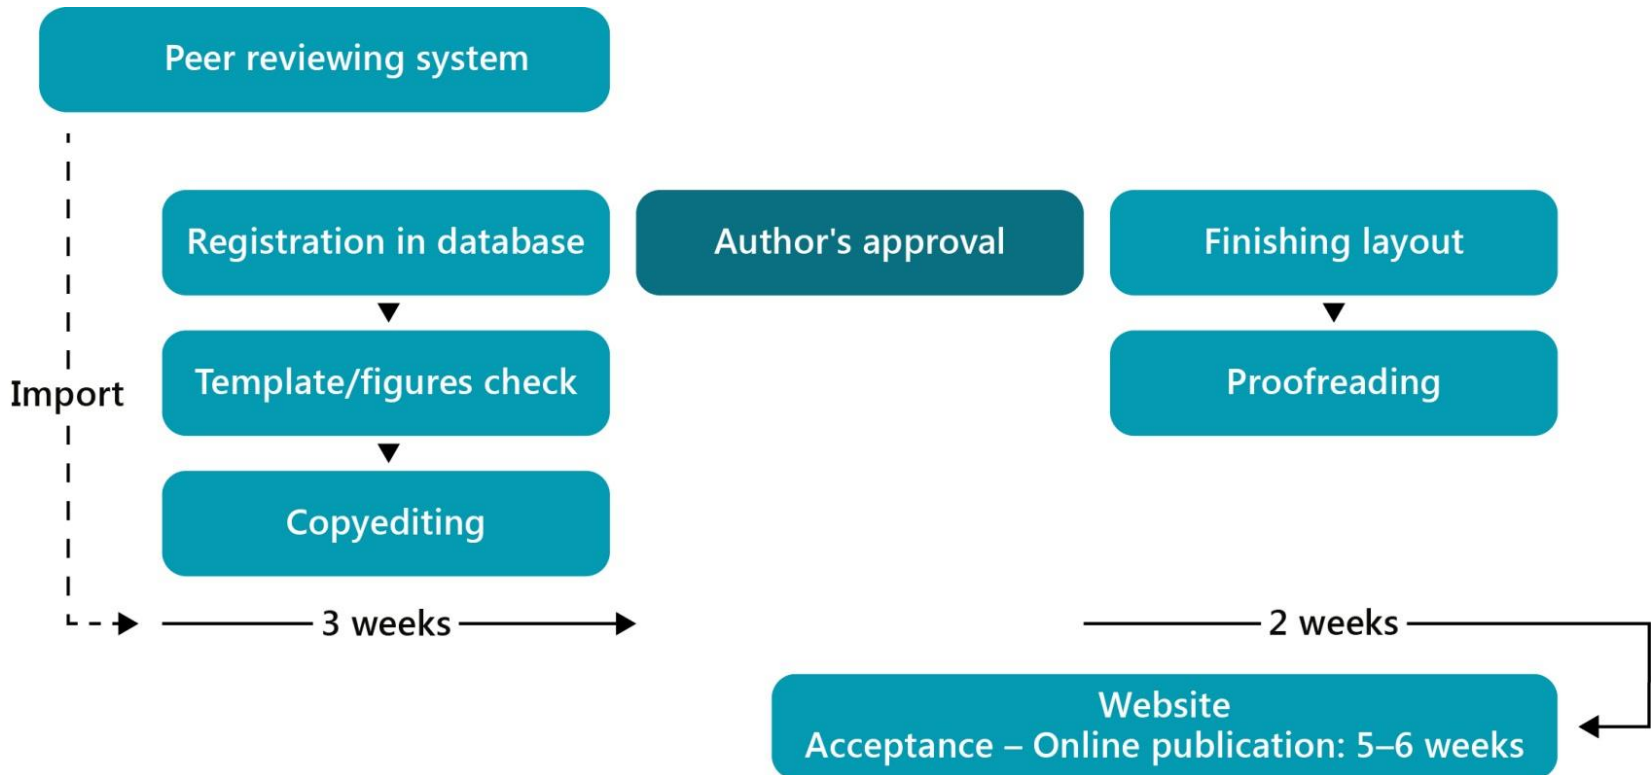 Peer reviewing system
Registration in database
Author's approval
Finishing layout
Template/figures check
Proofreading
Import
Copyediting
3 weeks
2 weeks
Website
Acceptance – Online publication: 5–6 weeks